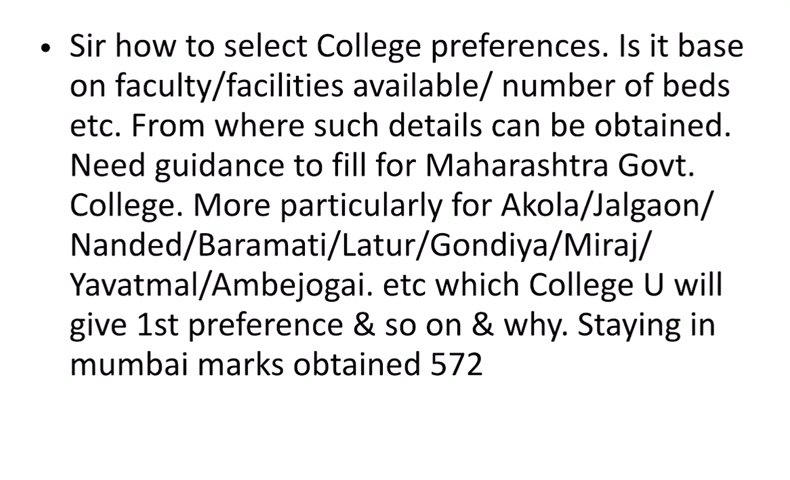 • Sir how to select College preferences. Is it base
on faculty/facilities available/ number of beds
etc. From where such details can be obtained.
Need guidance to fill for Maharashtra Govt.
College. More particularly for Akola/Jalgaon/
Nanded/Baramati/Latur/Gondiya/Miraj/
Yavatmal/Ambejogai. etc which College U will
give 1st preference & so on & why. Staying in
mumbai marks obtained 572